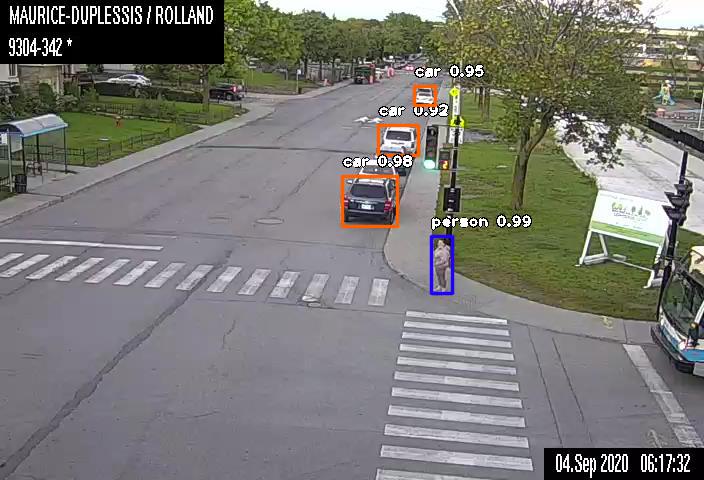 MAURICE-DUPLESSIS / ROLLAND
9304-342 *
car 0.95
car 0.92
car 0.98
person 0.99
04.Sep 2020 06:17:32